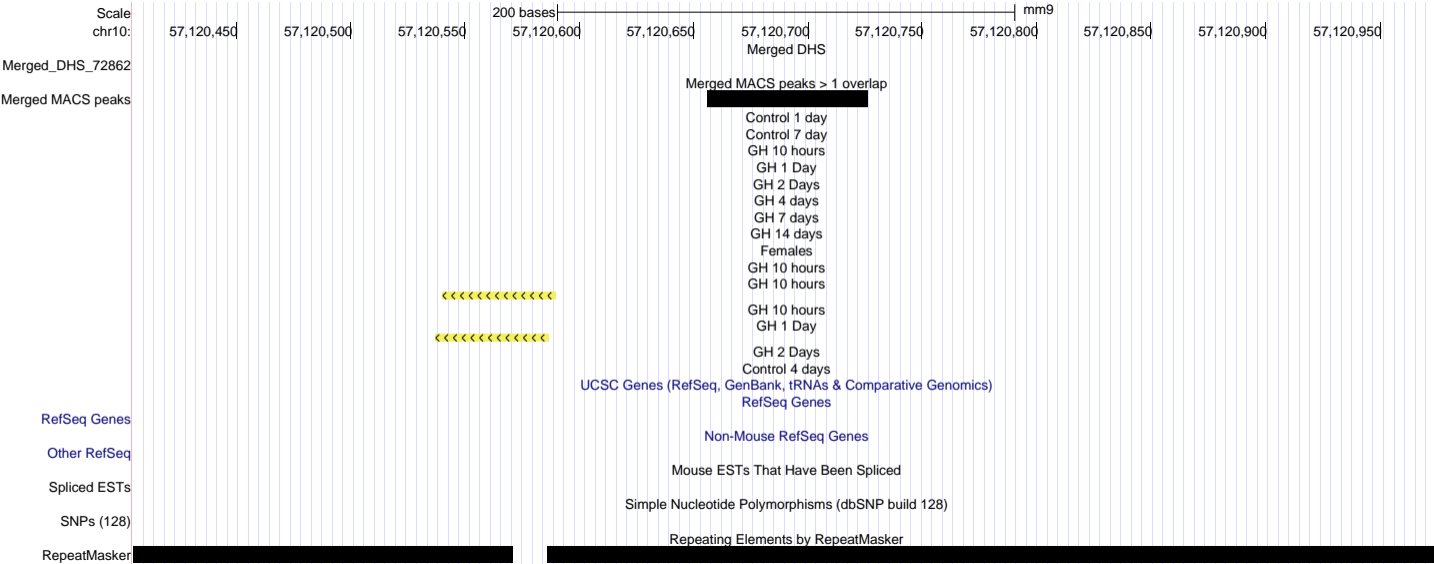 Scale 200 bases mm9
chr10: 57,120,450 57,120,500 57,120,550 57,120,600 57,120,650 57,120,700 57,120,750 57,120,800 57,120,850 57,120,900 57,120,950
Merged DHS
Merged_DHS_72862
Merged MACS peaks > 1 overlap
Merged MACS peaks
Control 1 day
Control 7 day
GH 10 hours
GH 1 Day
GH 2 Days
GH 4 days
GH 7 days
GH 14 days
Females
GH 10 hours
GH 10 hours
GH 10 hours
GH 1 Day
GH 2 Days
Control 4 days
UCSC Genes (RefSeq, GenBank, tRNAs & Comparative Genomics)
RefSeq Genes
RefSeq Genes
Non-Mouse RefSeq Genes
Other RefSeq
Mouse ESTs That Have Been Spliced
Spliced ESTs
Simple Nucleotide Polymorphisms (dbSNP build 128)
SNPs (128)
Repeating Elements by RepeatMasker
RepeatMasker